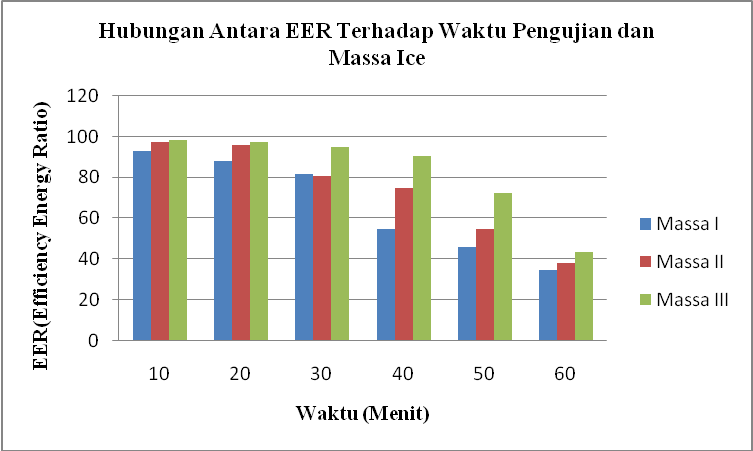 Hubungan Antara EER Terhadap Waktu Pengujian dan
Massa Ice
EER(Efficiency Energy Ratio)
120
100
80
60
40
20
0
10 20 30 40 50 60
Waktu (Menit)
Massa I
Massa II
Massa III